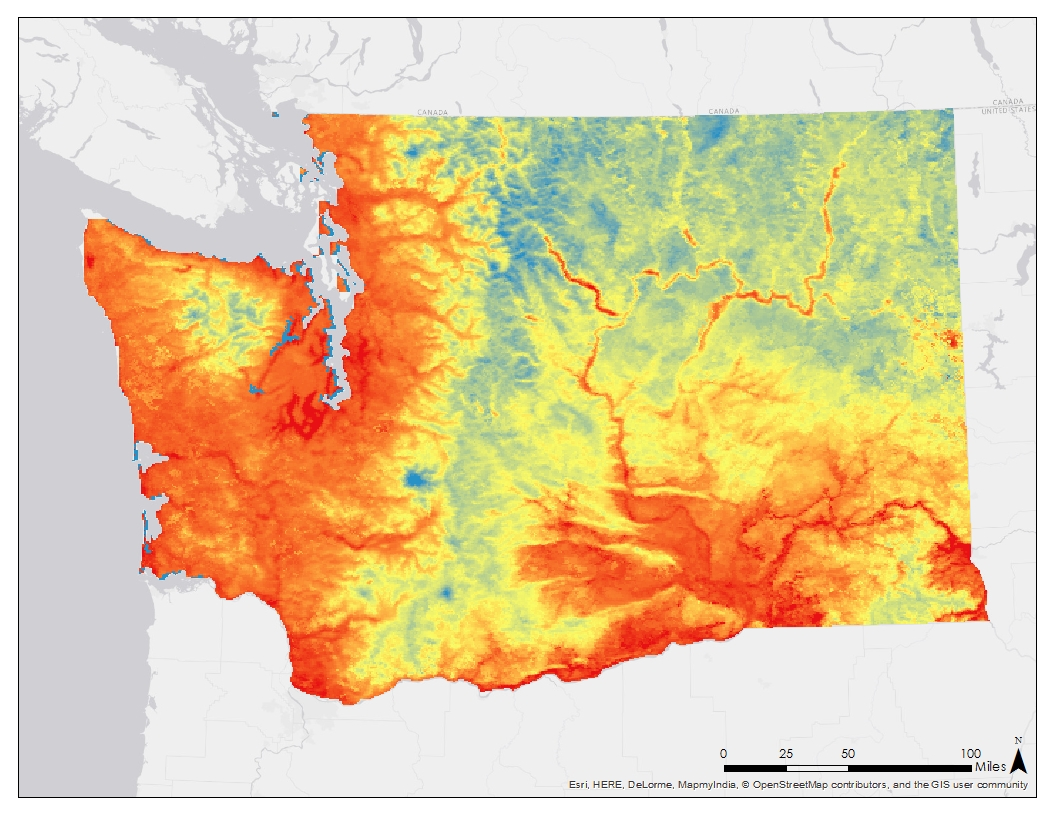 CANADA
CANADA
CANADA
UNITED STATES
N
0 25 50 100
Miles
Esri, HERE, DeLorme, MapmyIndia, © OpenStreetMap contributors, and the GIS user community